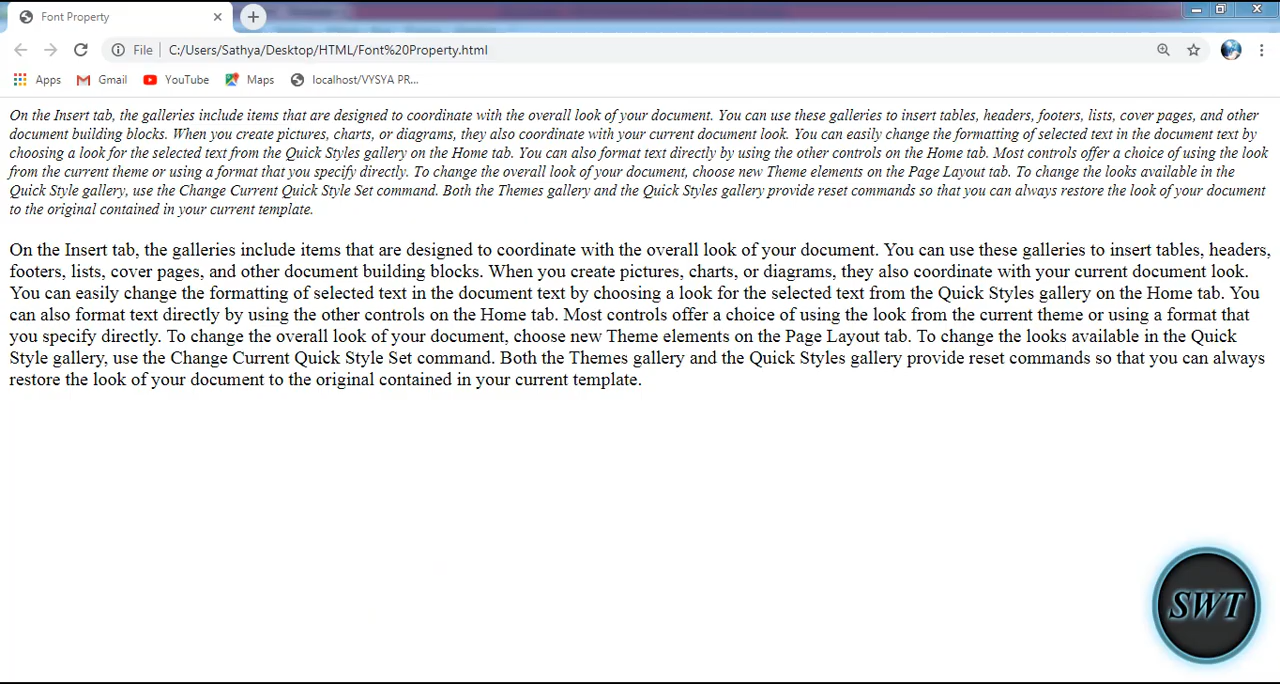 Font Property
File
C:/Users/Sathya/Desktop/HTML/Font%20Property.html
Apps Gmail YouTube Maps localhost/VYSYA PR...
On the Insert tab, the galleries include items that are designed to coordinate with the overall look of your document. You can use these galleries to insert tables, headers, footers, lists, cover pages, and other
document building blocks. When you create pictures, charts, or diagrams, they also coordinate with your current document look. You can easily change the formatting of selected text in the document text by
choosing a look for the selected text from the Quick Styles gallery on the Home tab. You can also format text directly by using the other controls on the Home tab. Most controls offer a choice of using the look
from the current theme or using a format that you specify directly. To change the overall look of your document, choose new Theme elements on the Page Layout tab. To change the looks available in the
Quick Style gallery, use the Change Current Quick Style Set command. Both the Themes gallery and the Quick Styles gallery provide reset commands so that you can always restore the look of your document
to the original contained in your current template.
On the Insert tab, the galleries include items that are designed to coordinate with the overall look of your document. You can use these galleries to insert tables, headers,
footers, lists, cover pages, and other document building blocks. When you create pictures, charts, or diagrams, they also coordinate with your current document look.
You can easily change the formatting of selected text in the document text by choosing a look for the selected text from the Quick Styles gallery on the Home tab. You
can also format text directly by using the other controls on the Home tab. Most controls offer a choice of using the look from the current theme or using a format that
you specify directly. To change the overall look of your document, choose new Theme elements on the Page Layout tab. To change the looks available in the Quick
Style gallery, use the Change Current Quick Style Set command. Both the Themes gallery and the Quick Styles gallery provide reset commands so that you can always
restore the look of your document to the original contained in your current template.
SWT